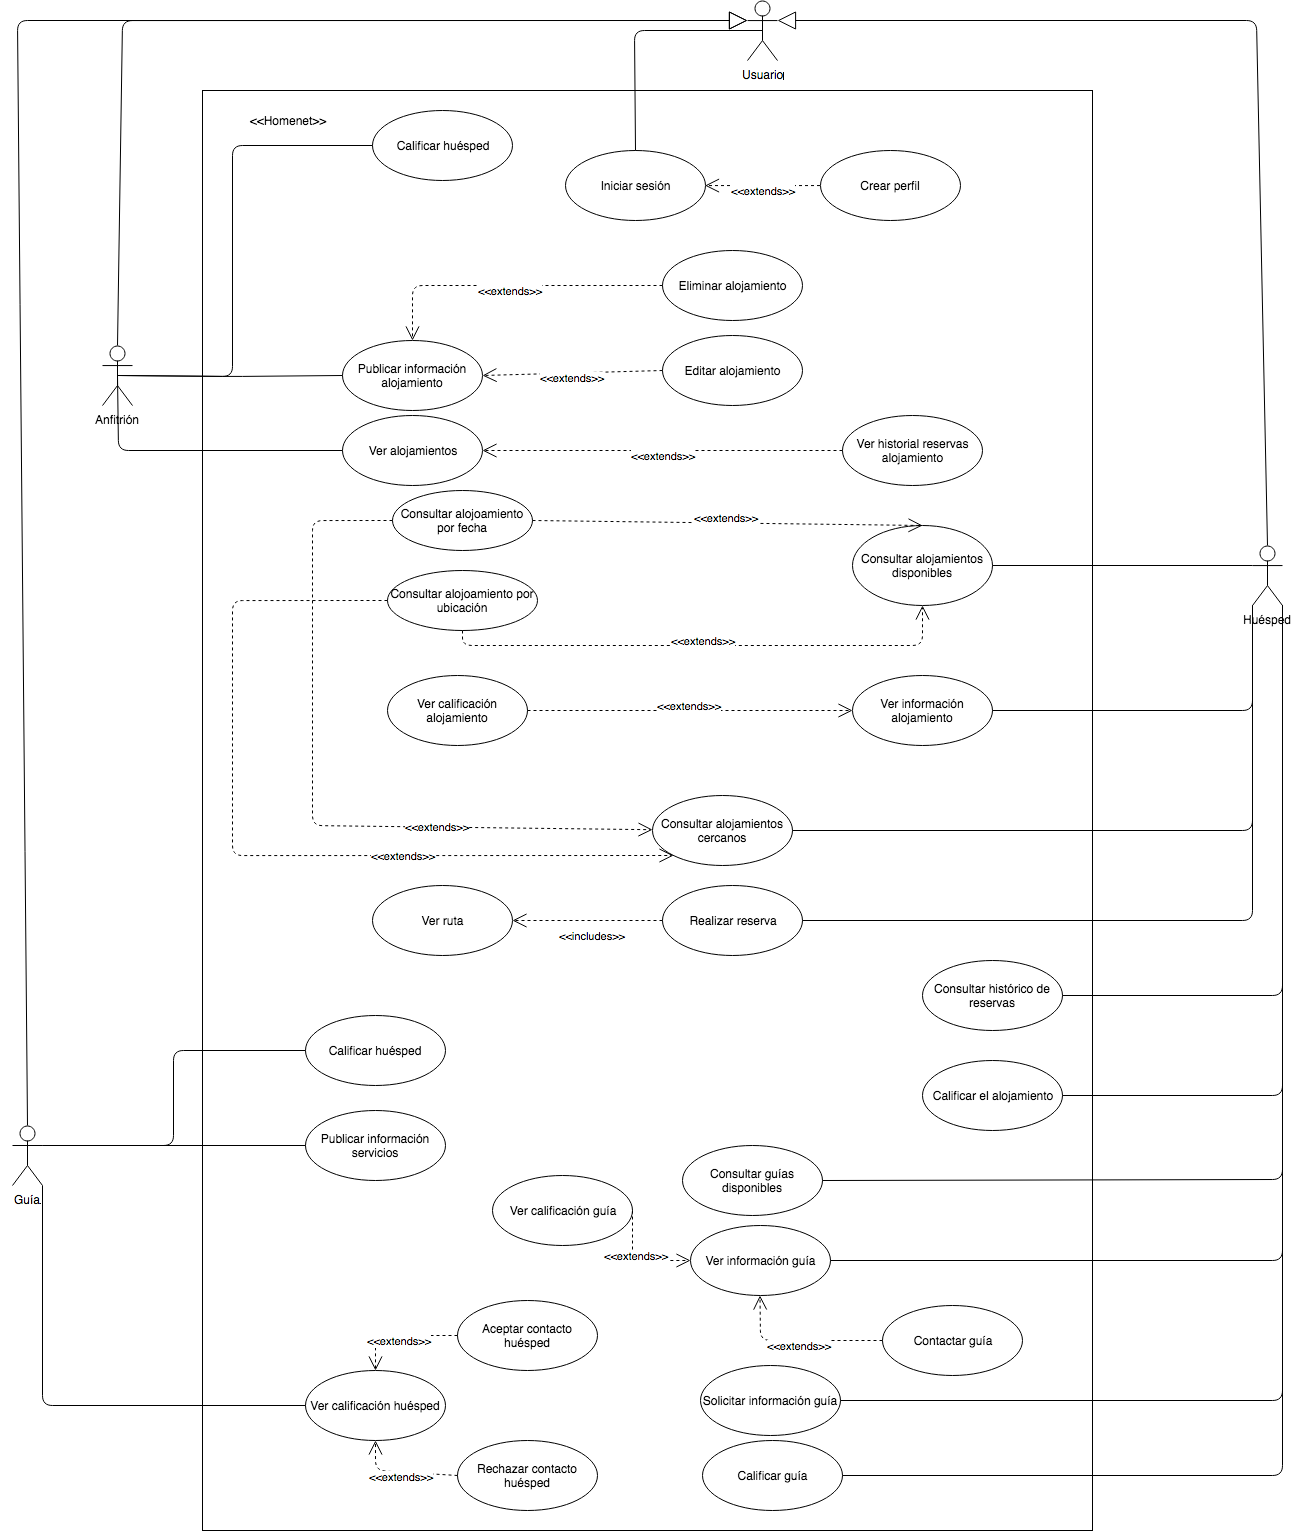 Usuario
<<Homenet>>
Calificar huésped
Iniciar sesión
<<extends>>
Crear perfil
<<extends>>
Eliminar alojamiento
Publicar información
alojamiento
<<extends>>
Editar alojamiento
Anfitrión
Ver alojamientos
<<extends>>
Ver historial reservas
alojamiento
Consultar alojoamiento
por fecha
<<extends>>
Consultar alojamientos
disponibles
Consultar alojoamiento por
ubicación
<<extends>>
Huésped
Ver calificación
alojamiento
<<extends>>
Ver información
alojamiento
<<extends>>
Consultar alojamientos
cercanos
<<extends>>
Ver ruta
<<includes>>
Realizar reserva
Consultar histórico de
reservas
Calificar huésped
Calificar el alojamiento
Publicar información
servicios
Guía
Consultar guías
disponibles
Ver calificación guía
<<extends>>
Ver información guía
Aceptar contacto
huésped
<<extends>>
<<extends>>
Contactar guía
Ver calificación huésped
Solicitar información guía
<<extends>>
Rechazar contacto
huésped
Calificar guía